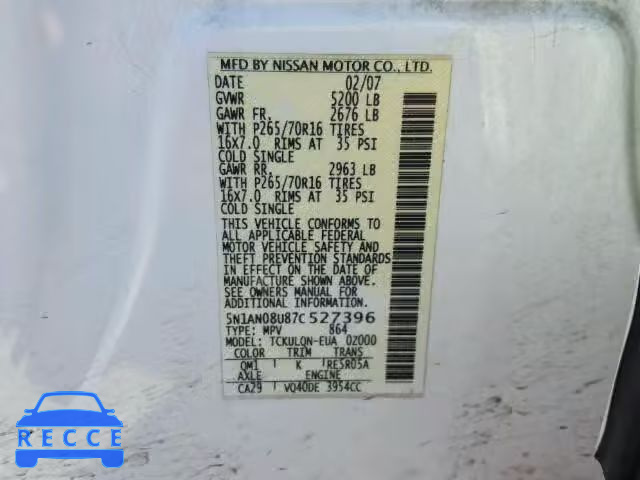 MFD BY NISSAN MOTOR CO., LTD.
DATE 02/07
GVWR 5200 LB
GAWR FR. 2676 LB
WITH P265/70R16 TIRES
16X7.0 RIMS AT 35 PSI
COLD SINGLE
GAWR RR. 2963 LB
WITH P265/70R16 TIRES
16X7.0 RIMS AT 35 PSI
COLD SINGLE
THIS VEHICLE CONFORMS TO
ALL APPLICABLE FEDERAL
MOTOR VEHICLE SAFETY AND
THEFT PREVENTION STANDARDS
IN EFFECT ON THE DATE OF
MANUFACTURE SHOWN ABOVE.
SEE OWNERS MANUAL FOR
ADDITIONAL INFORMATION.
5N1AN08U87C527396
TYPE: MPV 864
MODEL: TCKULQN-EUA 02000
COLOR TRIM TRANS
QM1 K RE5R05A
AXLE ENGINE
CA29 VQ40DE 3954CC
RECCE